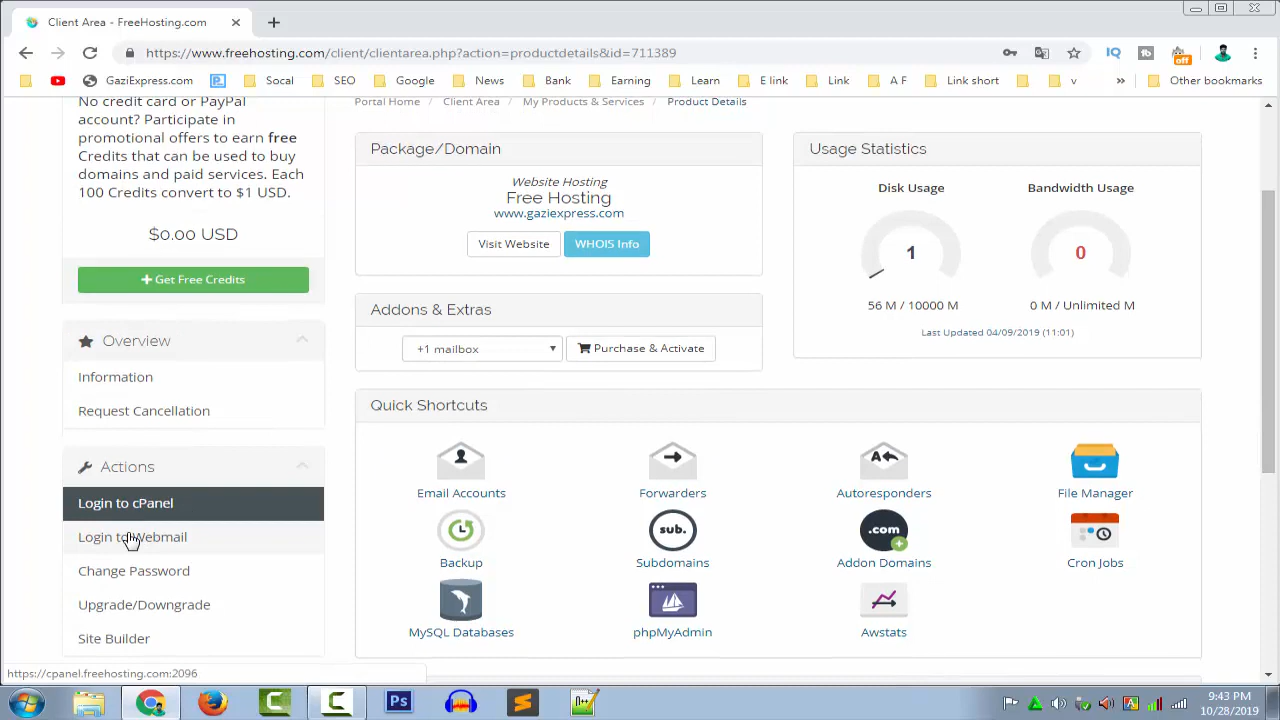 Client Area - FreeHosting.com
https://www.freehosting.com/client/clientarea.php?action=productdetails&id=711389
GaziExpress.com
Socal
SEO
Google
News
Bank
Earning
Learn
E link
Link
A F
Link short
v
»
Other bookmarks
No credit card or PayPal
account? Participate in
promotional offers to earn free
Credits that can be used to buy
domains and paid services. Each
100 Credits convert to $1 USD.
$0.00 USD
Get Free Credits
Overview
Information
Request Cancellation
Actions
Login to cPanel
Login to Webmail
Change Password
Upgrade/Downgrade
Site Builder
Portal Home / Client Area / My Products & Services / Product Details
Package/Domain
Website Hosting
Free Hosting
www.gaziexpress.com
Visit Website
WHOIS Info
Addons & Extras
+1 mailbox
Purchase & Activate
Usage Statistics
Disk Usage
Bandwidth Usage
1
0
56 M / 10000 M
0 M / Unlimited M
Last Updated 04/09/2019 (11:01)
Quick Shortcuts
Email Accounts
Forwarders
A
Autoresponders
File Manager
Backup
sub.
Subdomains
.com
Addon Domains
Cron Jobs
MySQL Databases
phpMyAdmin
Awstats
https://cpanel.freehosting.com:2096
IQ
off
Ps
A
9:43 PM
10/28/2019